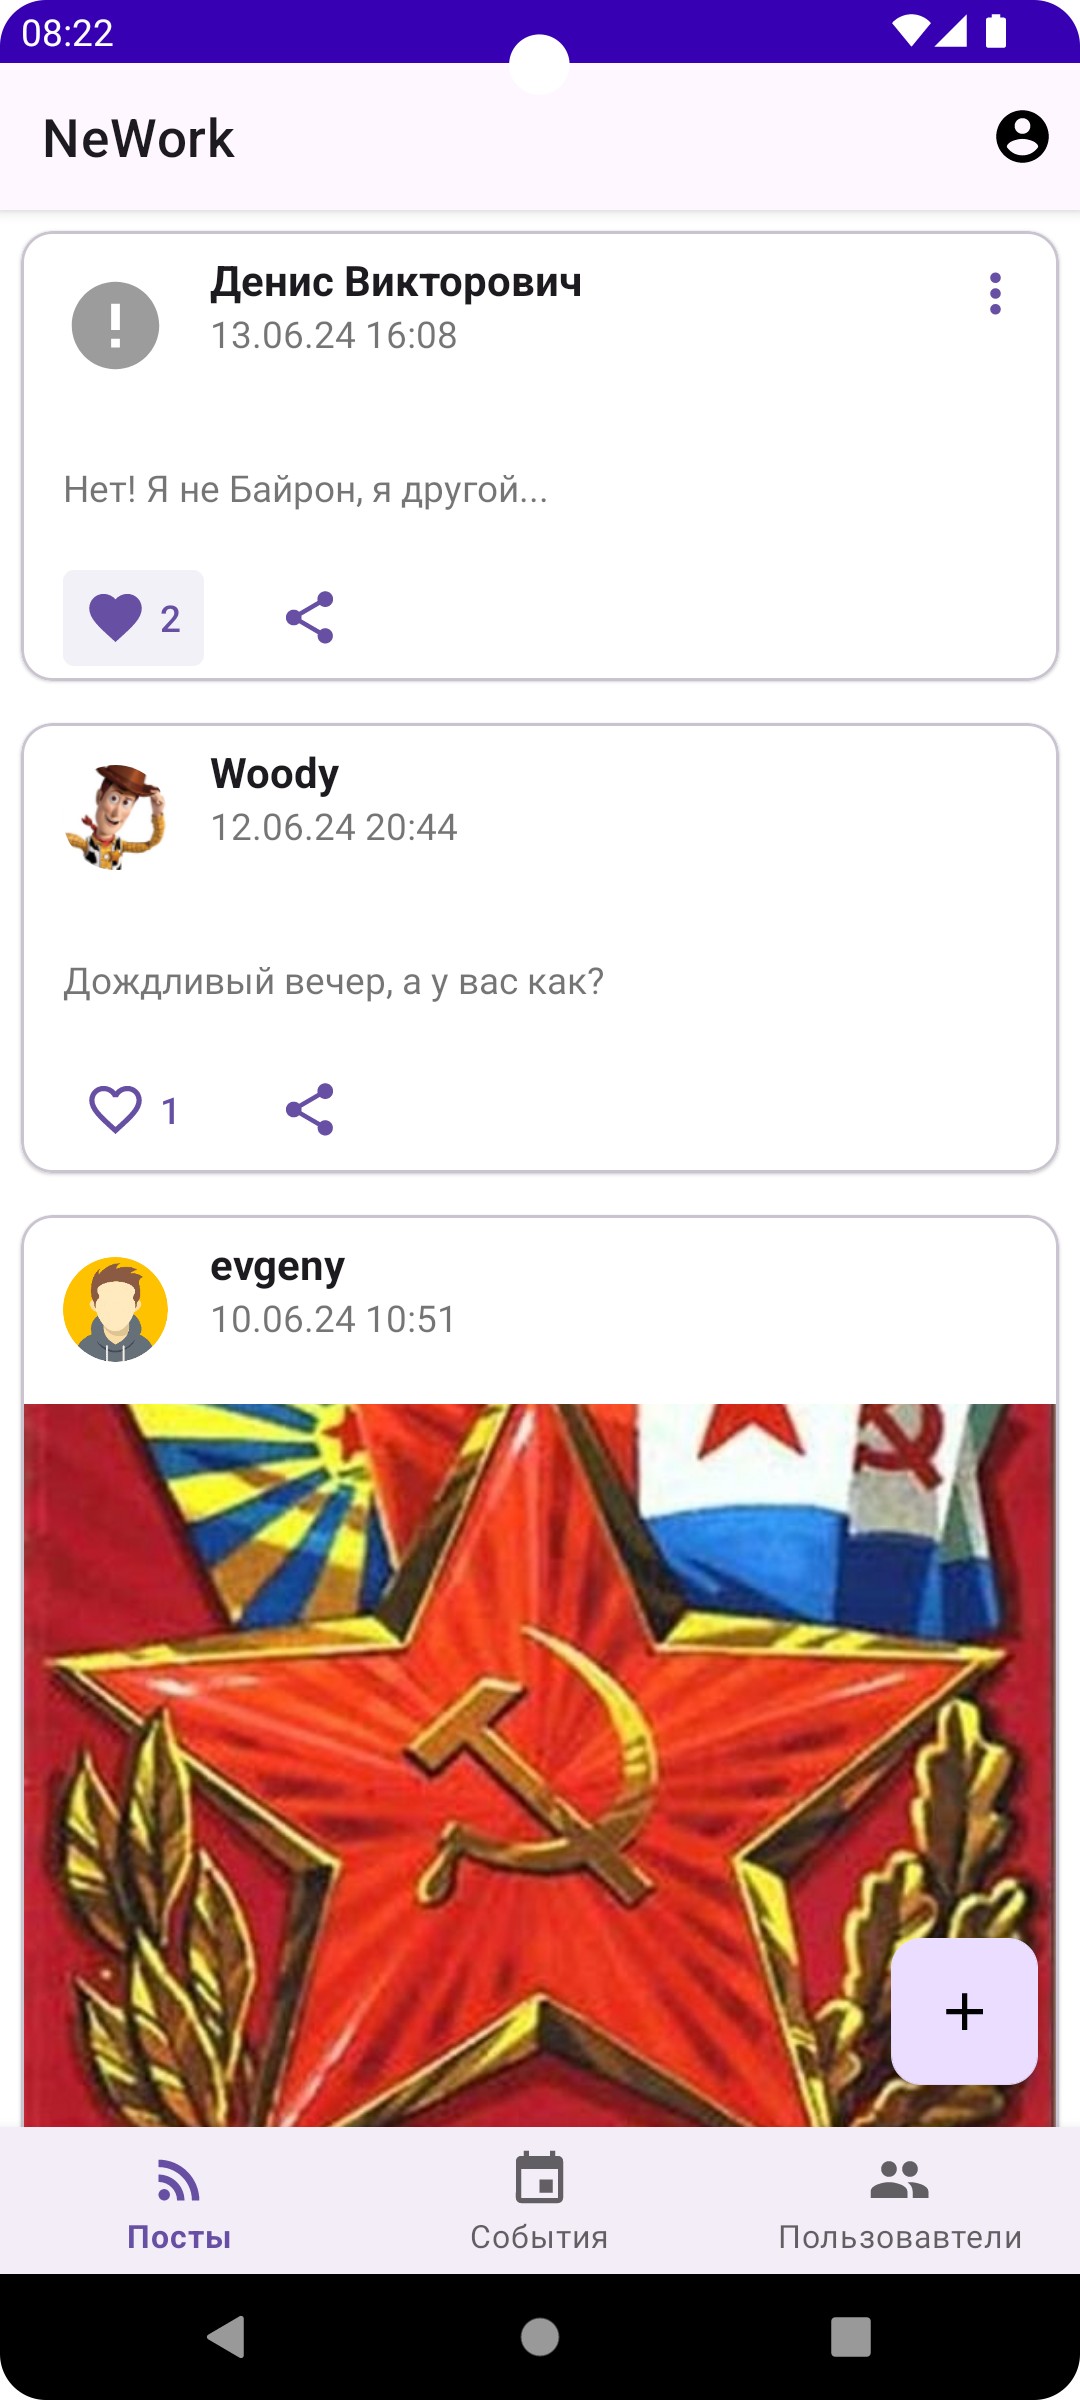 08:22
NeWork
Денис Викторович
13.06.24 16:08
Нет! Я не Байрон, я другой...
2
Woody
12.06.24 20:44
Дождливый вечер, а у вас как?
1
evgeny
10.06.24 10:51
Посты
События
Пользовавтели